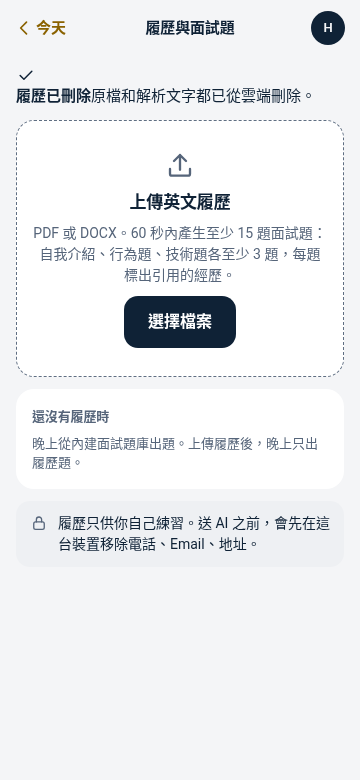 今天
履歷與面試題
H
履歷已刪除原檔和解析文字都已從雲端刪除。
上傳英文履歷
PDF 或 DOCX。60 秒內產生至少 15 題面試題：
自我介紹、行為題、技術題各至少 3 題，每題
標出引用的經歷。
選擇檔案
還沒有履歷時
晚上從內建面試題庫出題。上傳履歷後，晚上只出
履歷題。
履歷只供你自己練習。送 AI 之前，會先在這
台裝置移除電話、Email、地址。